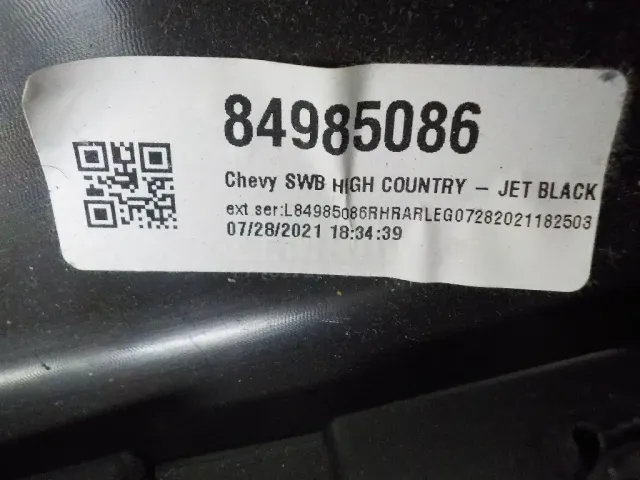 84985086
Chevy SWB HIGH COUNTRY – JET BLACK
ext ser:L84985086RHRARLEG07282021182503
07/28/2021 18:34:39